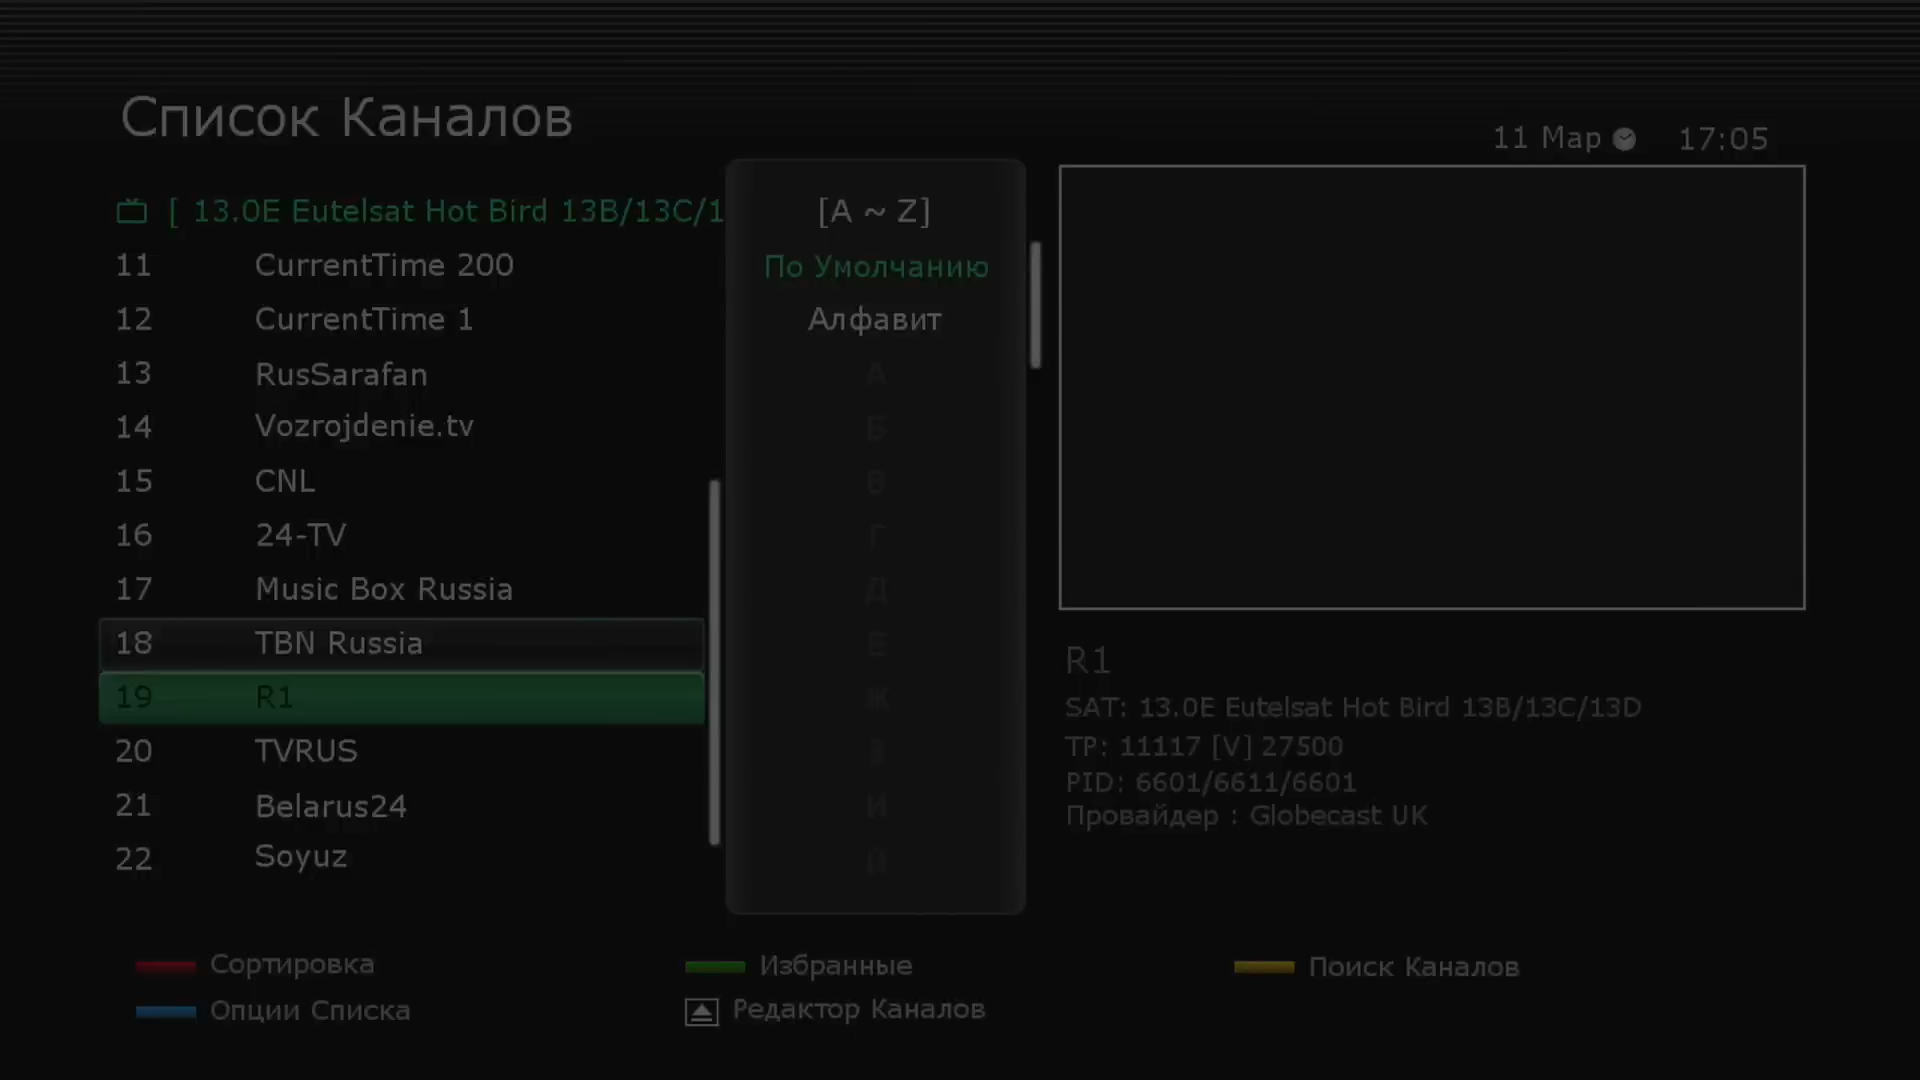 Список Каналов
11 Мар 17:05
[ 13.0E Eutelsat Hot Bird 13B/13C/1
11 CurrentTime 200
12 CurrentTime 1
13 RusSarafan
14 Vozrojdenie.tv
15 CNL
16 24-TV
17 Music Box Russia
18 TBN Russia
19 R1
20 TVRUS
21 Belarus24
22 Soyuz
[A ~ Z]
По Умолчанию
Алфавит
А
Б
В
Г
Д
Е
Ж
З
И
Й
R1
SAT: 13.0E Eutelsat Hot Bird 13B/13C/13D
TP: 11117 [V] 27500
PID: 6601/6611/6601
Провайдер : Globecast UK
Сортировка
Избранные
Поиск Каналов
Опции Списка
Редактор Каналов